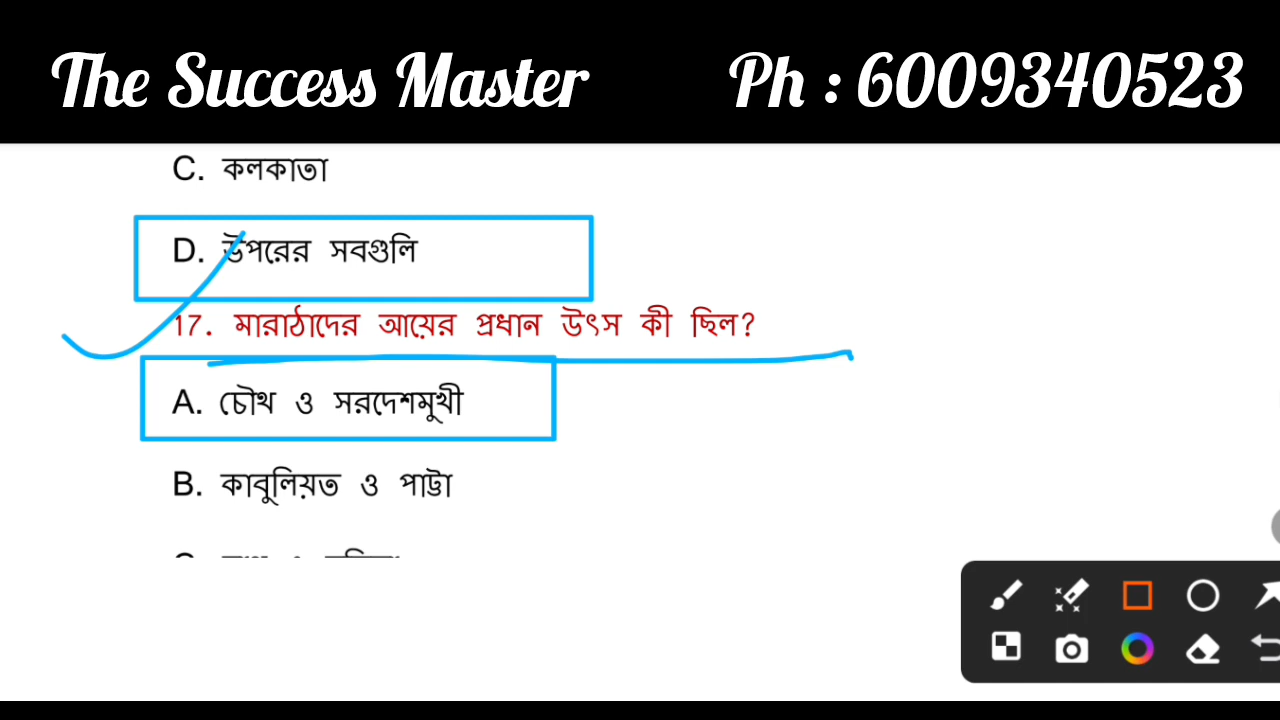 The Success Master Ph : 6009340523
C. কলকাতা
D. উপরের সবগুলি
17. মারাঠাদের আয়ের প্রধান উৎস কী ছিল?
A. চৌথ ও সরদেশমুখী
B. কাবুলিয়ত ও পাট্টা